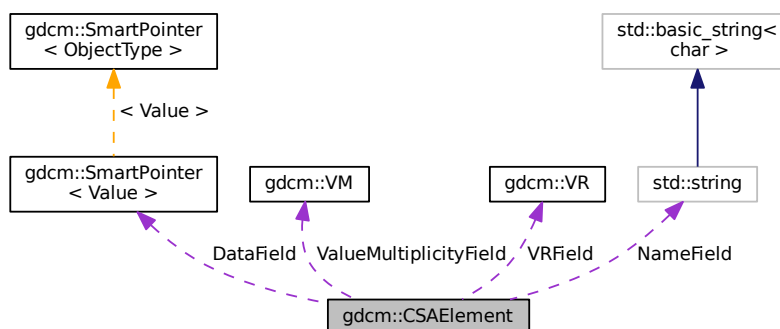 gdcm::SmartPointer
< ObjectType >
std::basic_string<
char >
< Value >
gdcm::SmartPointer
< Value >
gdcm::VM
gdcm::VR
std::string
DataField
ValueMultiplicityField
VRField
NameField
gdcm::CSAElement